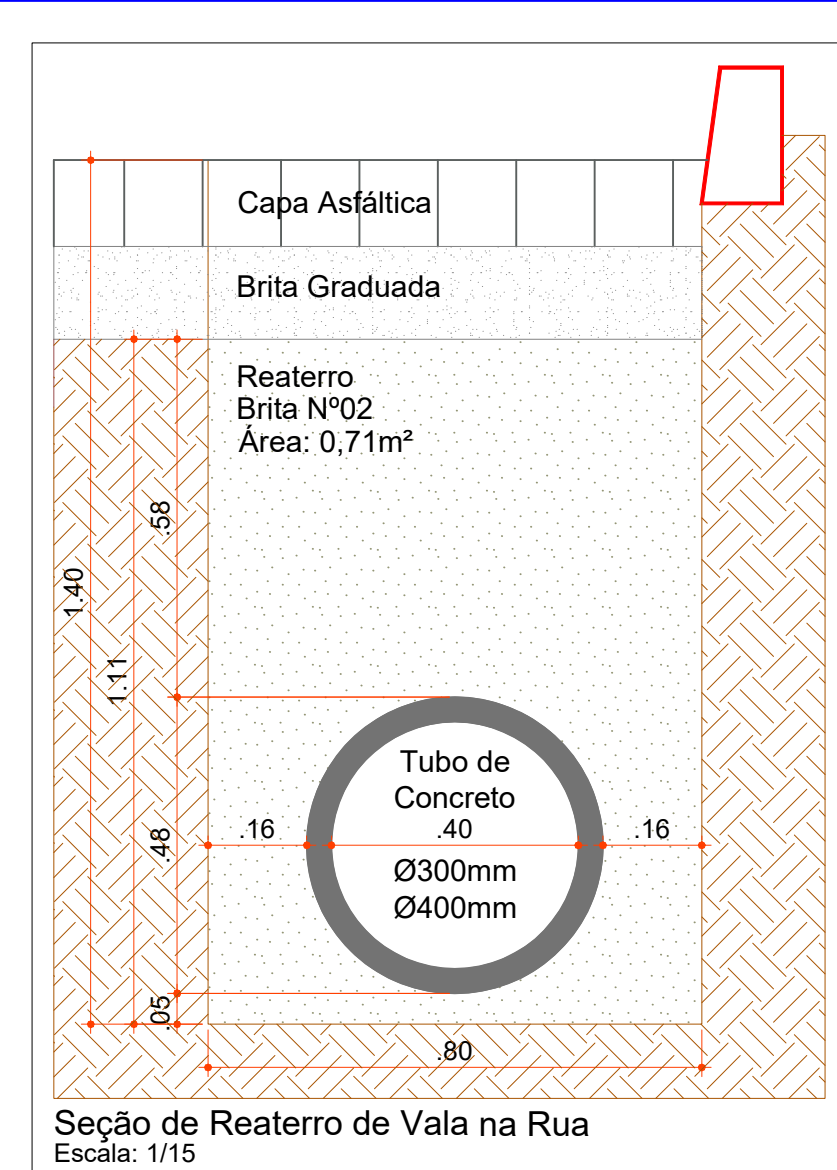 Capa Asfáltica
Brita Graduada
Reaterro
Brita Nº02
Área: 0,71m²
.58
1.40
1.11
Tubo de
Concreto
.16
.40
.16
.48
Ø300mm
Ø400mm
.05
.80
Seção de Reaterro de Vala na Rua
Escala: 1/15